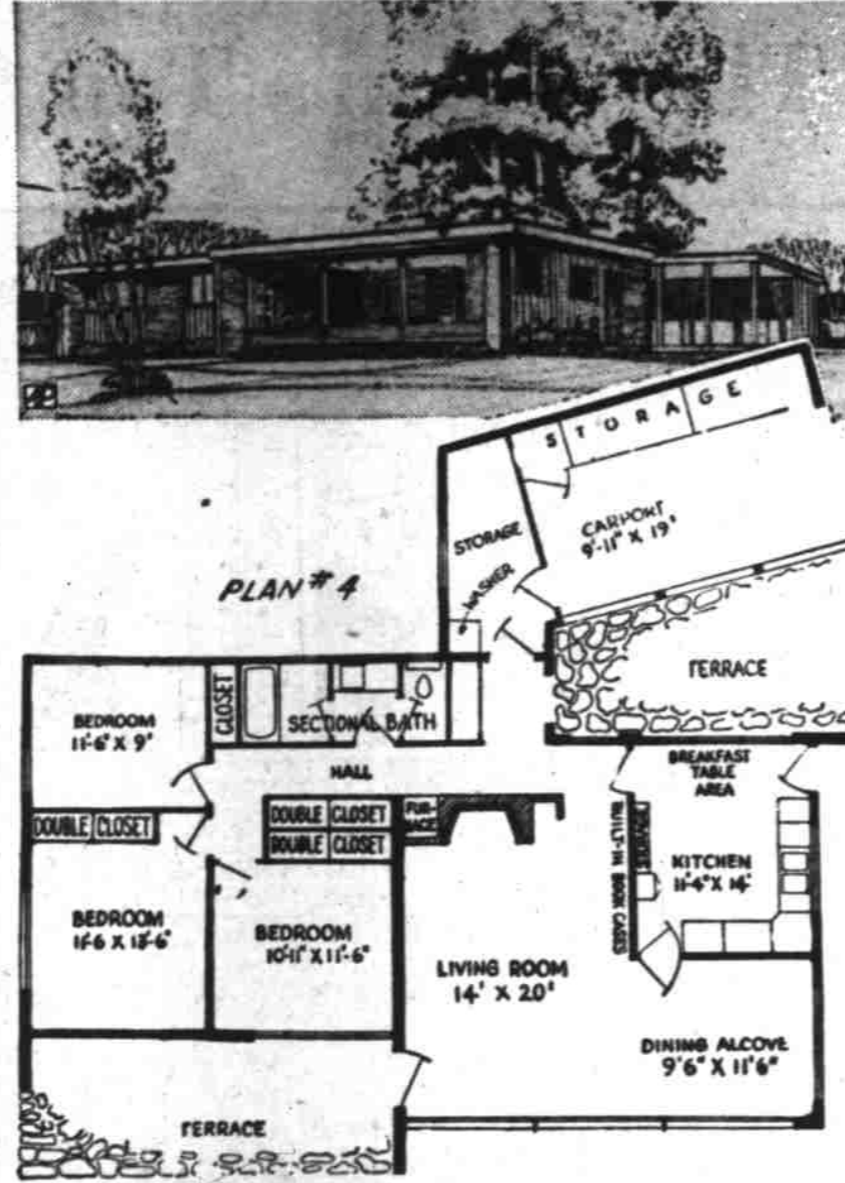 STORAGE
CARPORT
9'-11" X 19'
STORAGE
WASHER
PLAN #4
TERRACE
CLOSET
SECTIONAL BATH
BEDROOM
11'-6" X 9'
HALL
BREAKFAST
TABLE
AREA
DOUBLE CLOSET
DOUBLE CLOSET
DOUBLE CLOSET
FUR-
NACE
BUILT-IN BOOK CASES
KITCHEN
11'-4" X 14'
BEDROOM
11'-6 X 13'-6"
BEDROOM
10'-11" X 11'-6"
LIVING ROOM
14' X 20'
DINING ALCOVE
9'6" X 11'6"
TERRACE